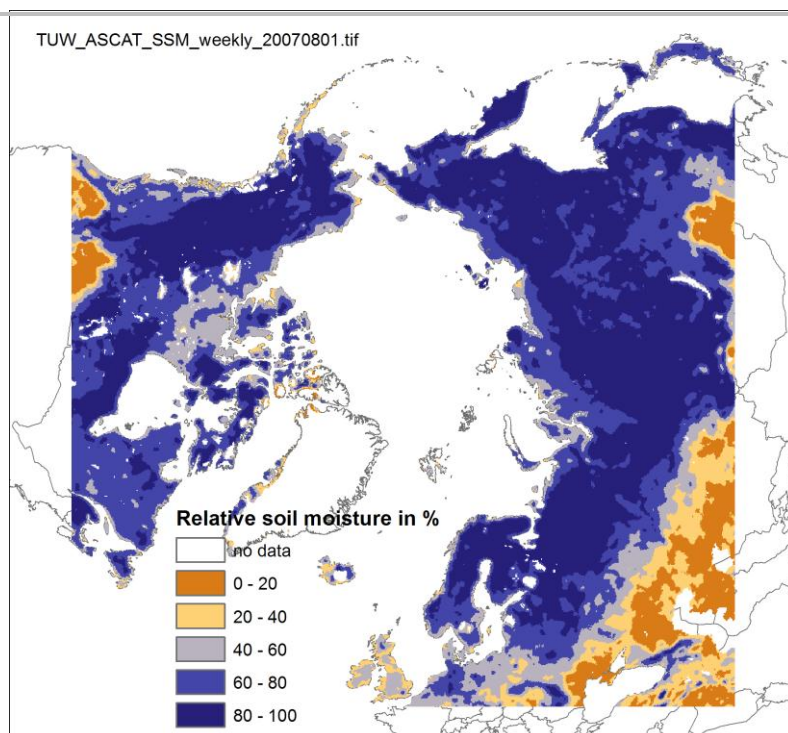 TUW_ASCAT_SSM_weekly_20070801.tif
Relative soil moisture in %
no data
0 - 20
20 - 40
40 - 60
60 - 80
80 - 100